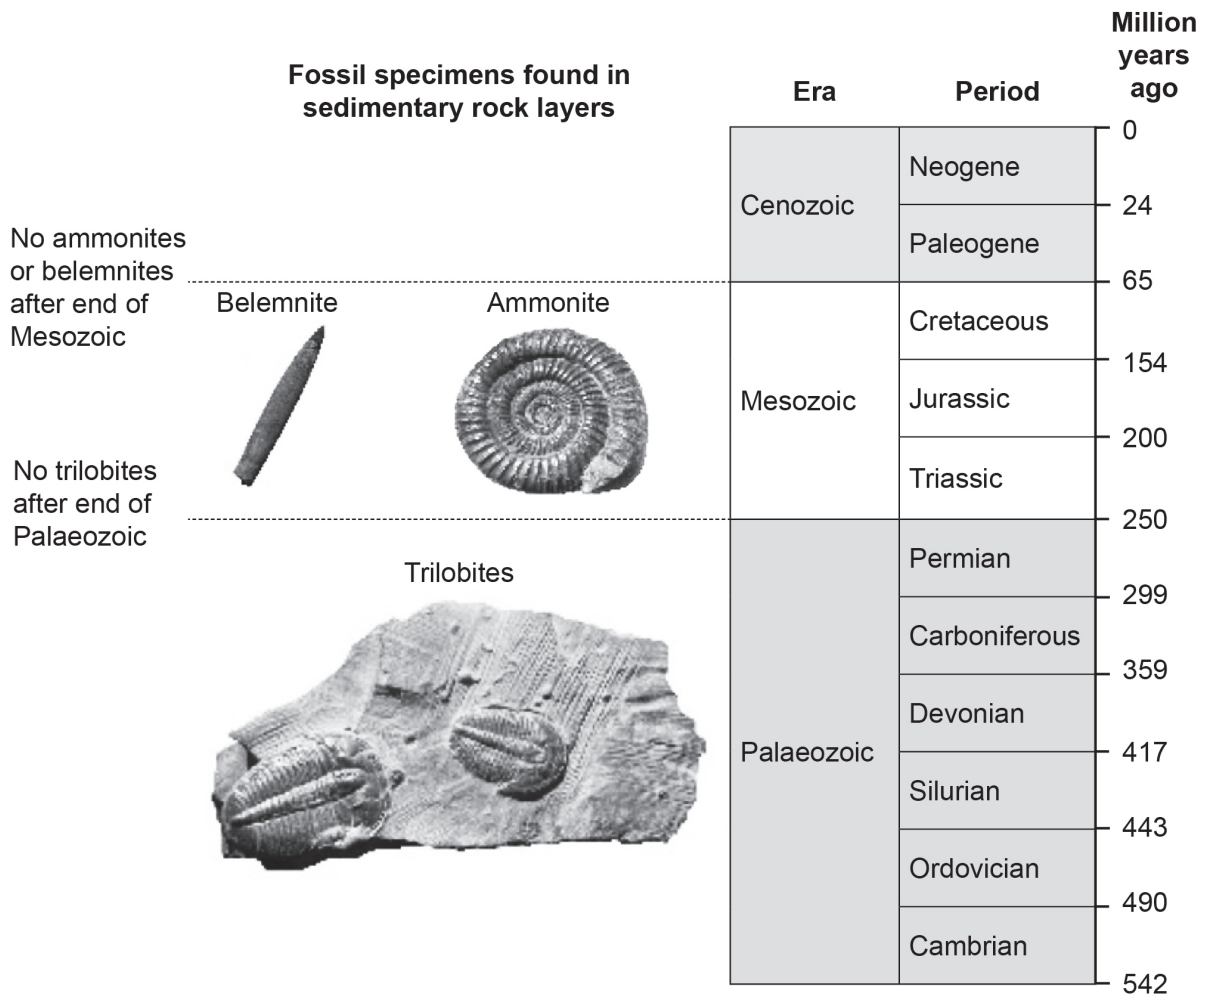 Fossil specimens found in
sedimentary rock layers
Era
Period
Million
years
ago
No ammonites
or belemnites
after end of
Mesozoic
Belemnite
Ammonite
No trilobites
after end of
Palaeozoic
Trilobites
Cenozoic
Neogene
Paleogene
Mesozoic
Cretaceous
Jurassic
Triassic
Palaeozoic
Permian
Carboniferous
Devonian
Silurian
Ordovician
Cambrian
0
24
65
154
200
250
299
359
417
443
490
542